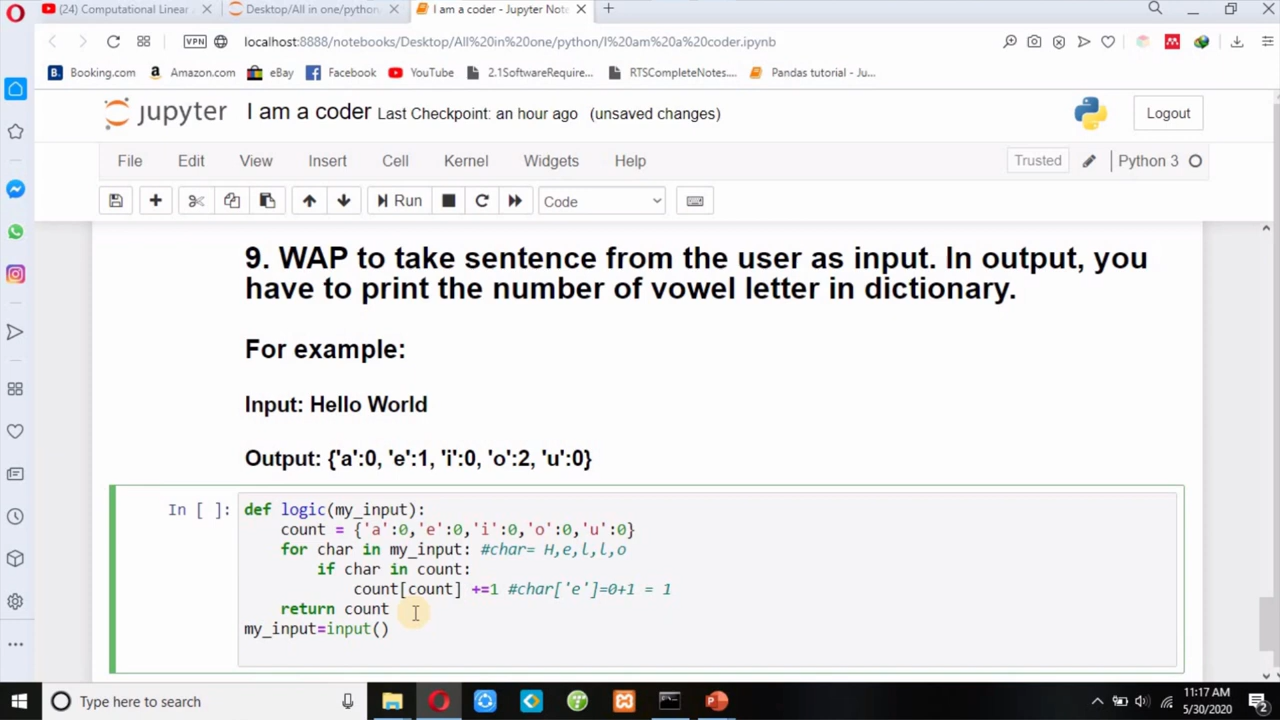 (24) Computational Linear
Desktop/All in one/python/
I am a coder - Jupyter Note
VPN
localhost:8888/notebooks/Desktop/All%20in%20one/python/I%20am%20a%20coder.ipynb
Booking.com
Amazon.com
eBay
Facebook
YouTube
2.1SoftwareRequire...
RTSCompleteNotes....
Pandas tutorial - Ju...
jupyter
I am a coder
Last Checkpoint: an hour ago
(unsaved changes)
Logout
File
Edit
View
Insert
Cell
Kernel
Widgets
Help
Trusted
Python 3
Run
Code
9. WAP to take sentence from the user as input. In output, you
have to print the number of vowel letter in dictionary.
For example:
Input: Hello World
Output: {'a':0, 'e':1, 'i':0, 'o':2, 'u':0}
In [ ]:
def logic(my_input):
count = {'a':0,'e':0,'i':0,'o':0,'u':0}
for char in my_input: #char= H,e,l,l,o
if char in count:
count[count] +=1 #char['e']=0+1 = 1
return count
my_input=input()
Type here to search
11:17 AM
5/30/2020
2